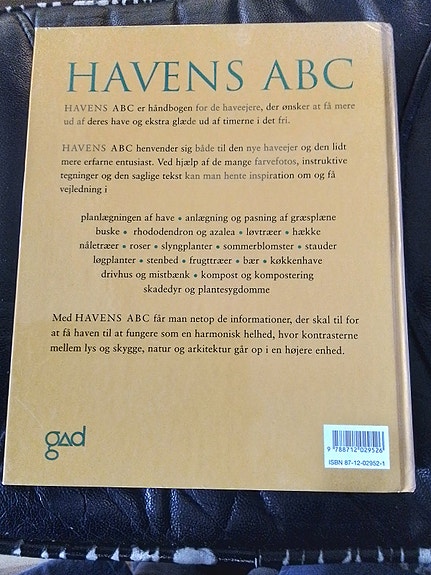 HAVENS ABC
HAVENS ABC er håndbogen for de haveejere, der ønsker at få mere
ud af deres have og ekstra glæde ud af timerne i det fri.
HAVENS ABC henvender sig både til den nye haveejer og den lidt
mere erfarne entusiast. Ved hjælp af de mange farvefotos, instruktive
tegninger og den saglige tekst kan man hente inspiration om og få
vejledning i
planlægningen af have • anlægning og pasning af græsplæne
buske • rhododendron og azalea • løvtræer • hække
nåletræer • roser • slyngplanter • sommerblomster • stauder
løgplanter • stenbed • frugttræer • bær • køkkenhave
drivhus og mistbænk • kompost og kompostering
skadedyr og plantesygdomme
Med HAVENS ABC får man netop de informationer, der skal til for
at få haven til at fungere som en harmonisk helhed, hvor kontrasterne
mellem lys og skygge, natur og arkitektur går op i en højere enhed.
gad
9 788712 029526
ISBN 87-12-02952-1